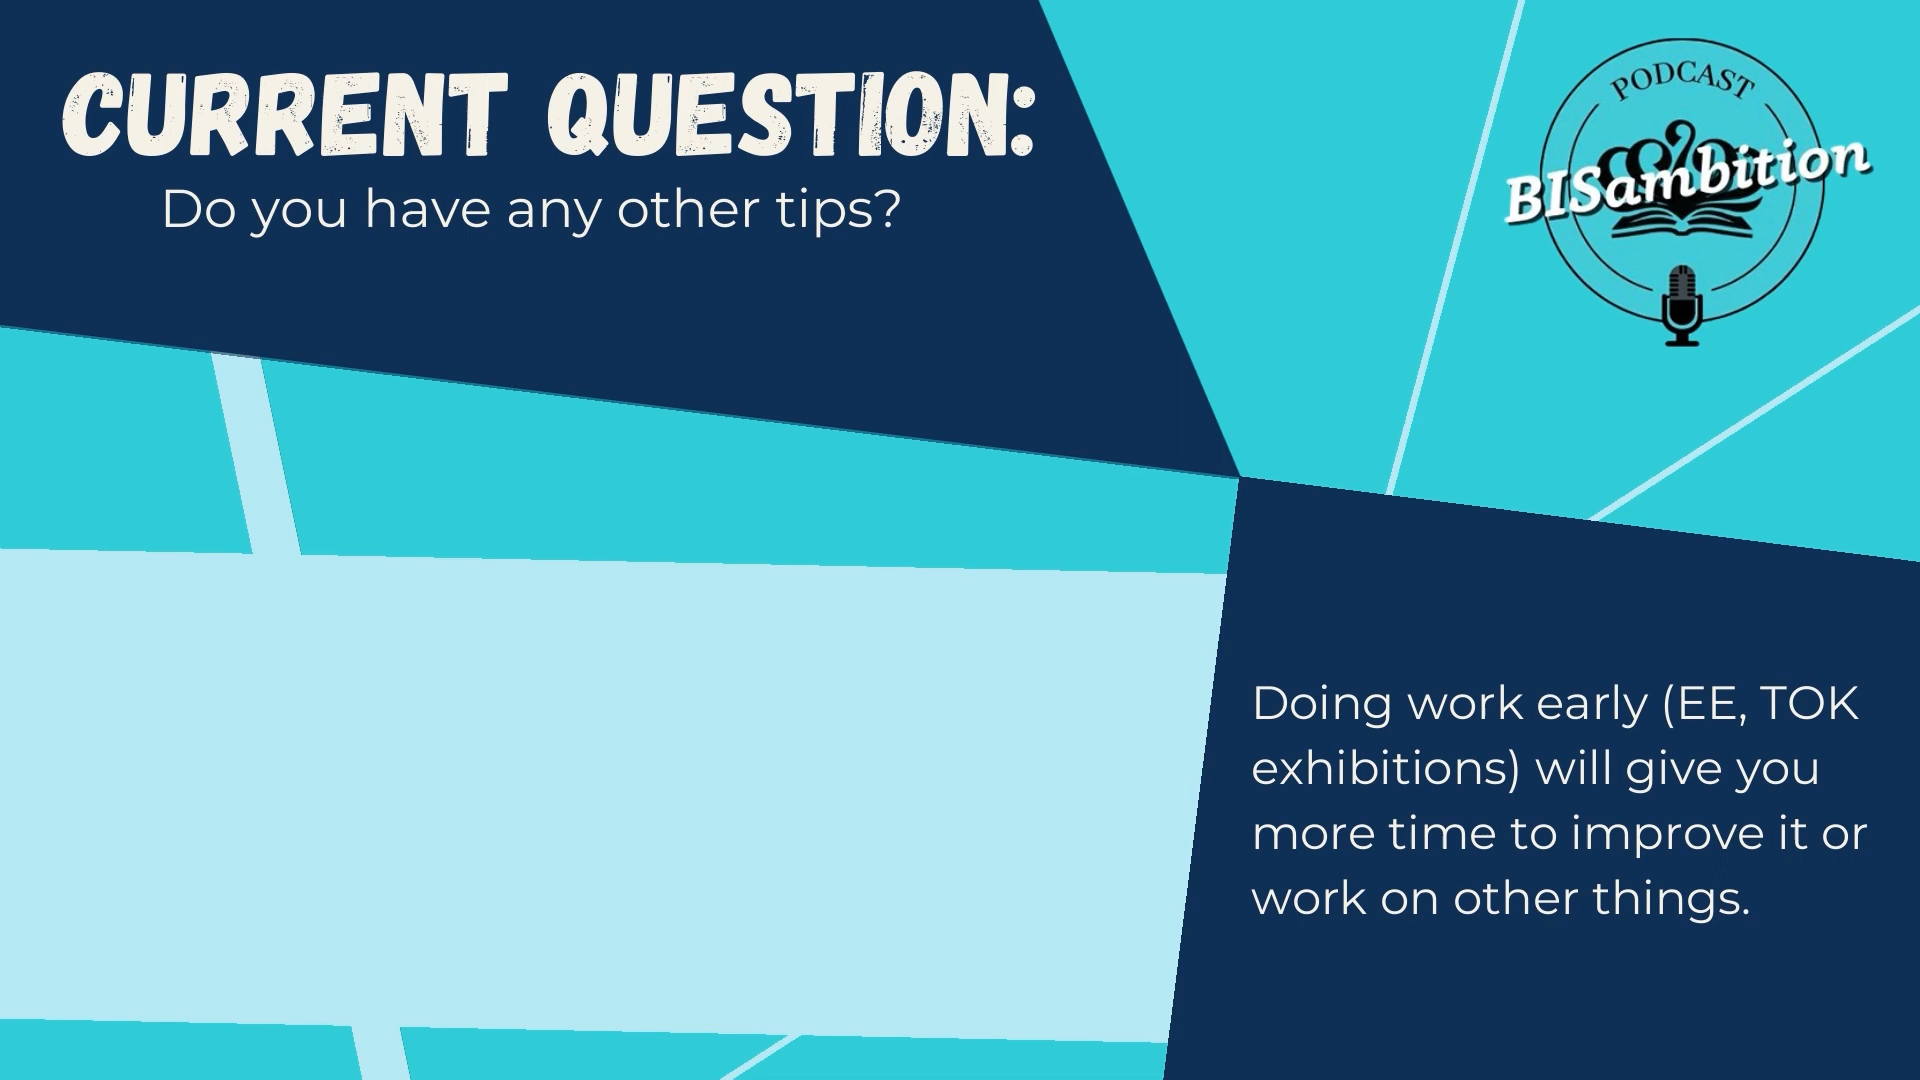 CURRENT QUESTION:
Do you have any other tips?
PODCAST
BISambition
Doing work early (EE, TOK
exhibitions) will give you
more time to improve it or
work on other things.